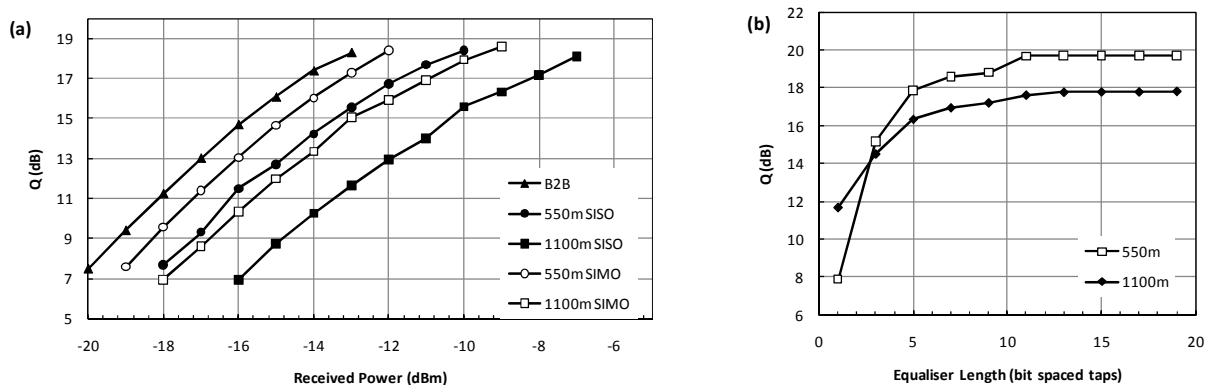 (a)
19
17
15
13
11
9
7
5
Q (dB)
-20 -18 -16 -14 -12 -10 -8 -6
Received Power (dBm)
B2B
550m SISO
1100m SISO
550m SIMO
1100m SIMO
(b)
22
20
18
16
14
12
10
8
6
Q (dB)
0 5 10 15 20
Equaliser Length (bit spaced taps)
550m
1100m